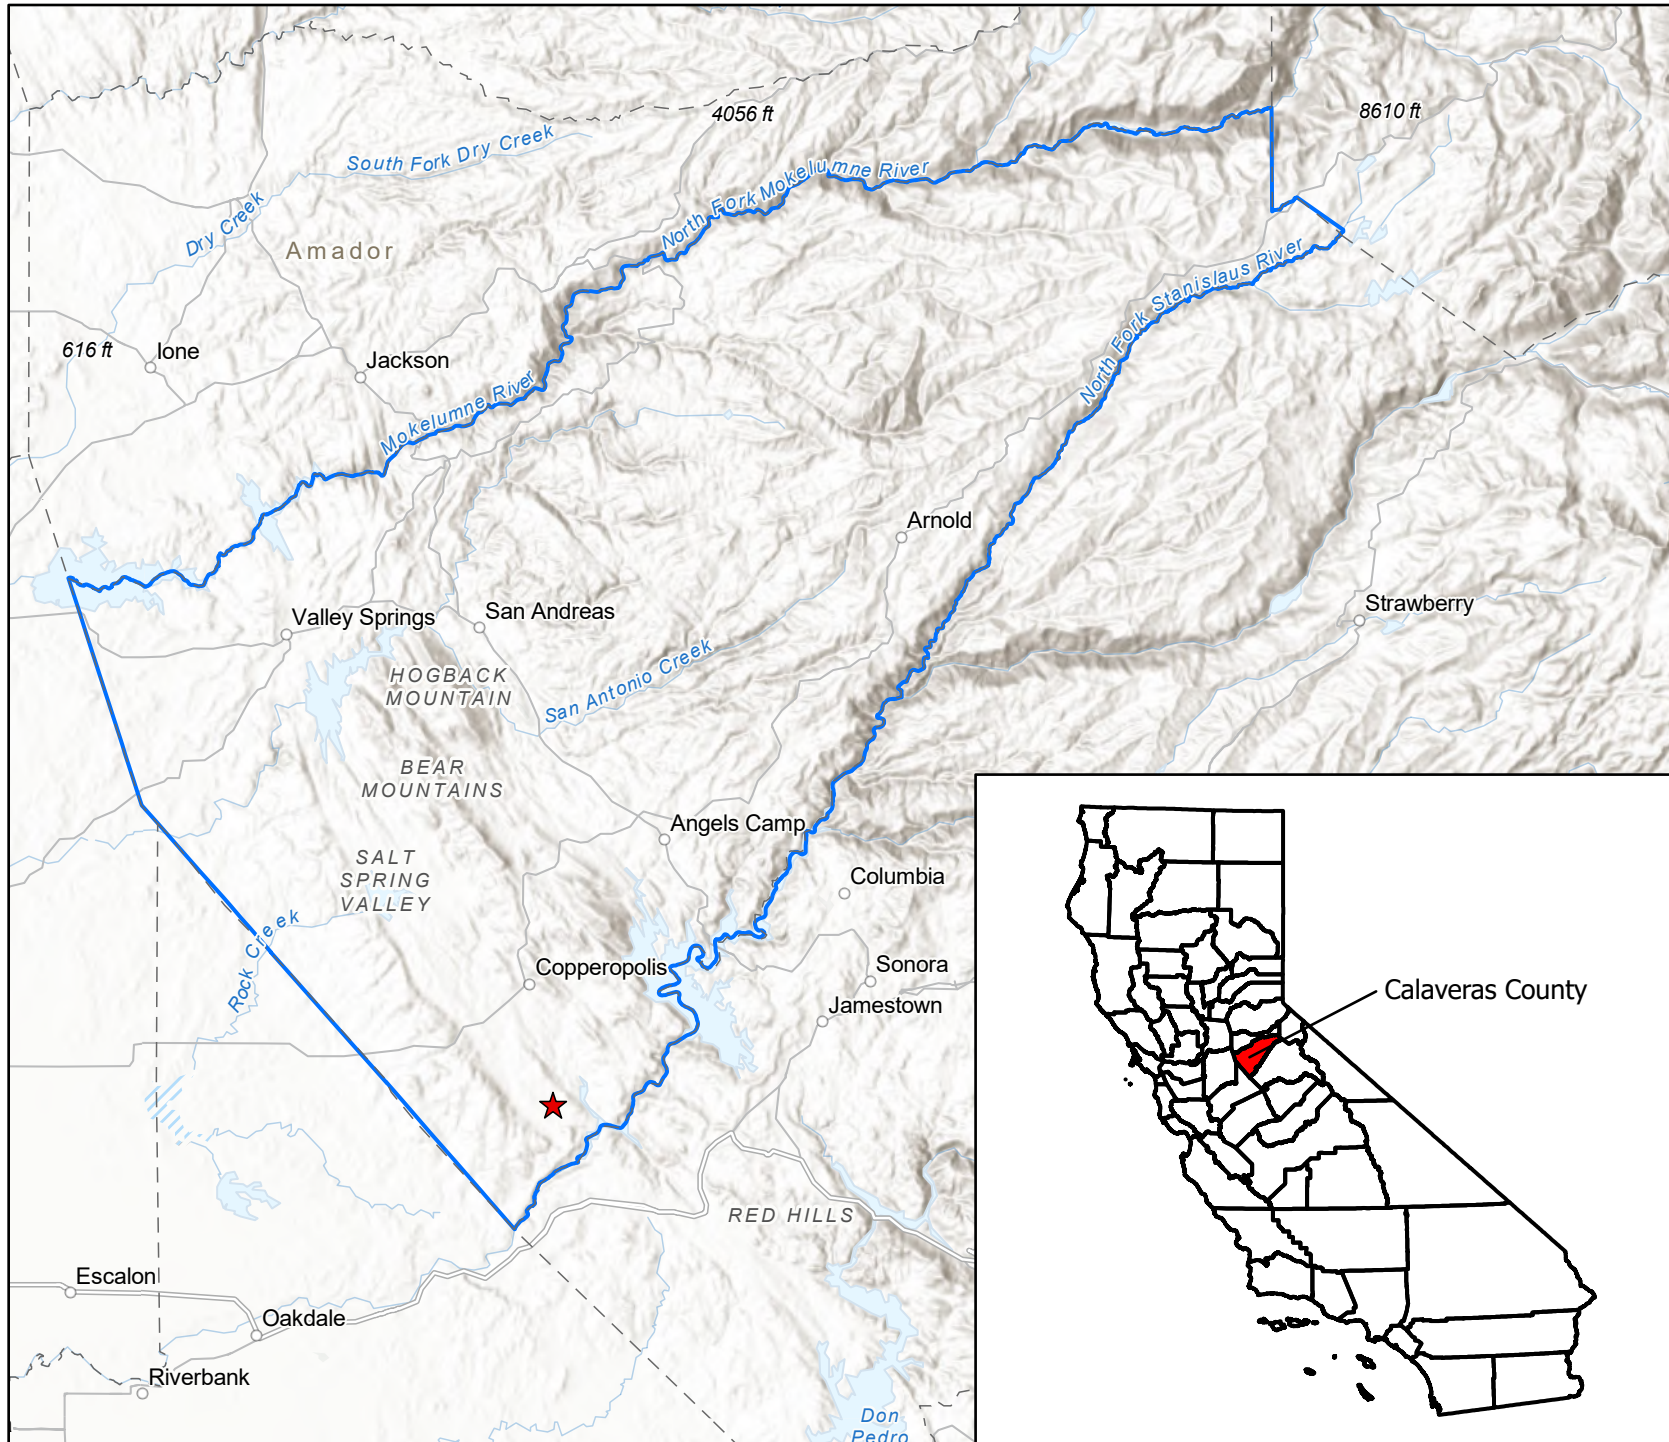 4056 ft
8610 ft
South Fork Dry Creek
North Fork Mokelumne River
Dry Creek
Amador
North Fork Stanislaus River
616 ft
Ione
Jackson
Mokelumne River
Arnold
Strawberry
Valley Springs
San Andreas
HOGBACK
MOUNTAIN
San Antonio Creek
BEAR
MOUNTAINS
Angels Camp
SALT
SPRING
VALLEY
Columbia
Rock Creek
Copperopolis
Sonora
Jamestown
Calaveras County
RED HILLS
Escalon
Oakdale
Riverbank
Don
Pedro